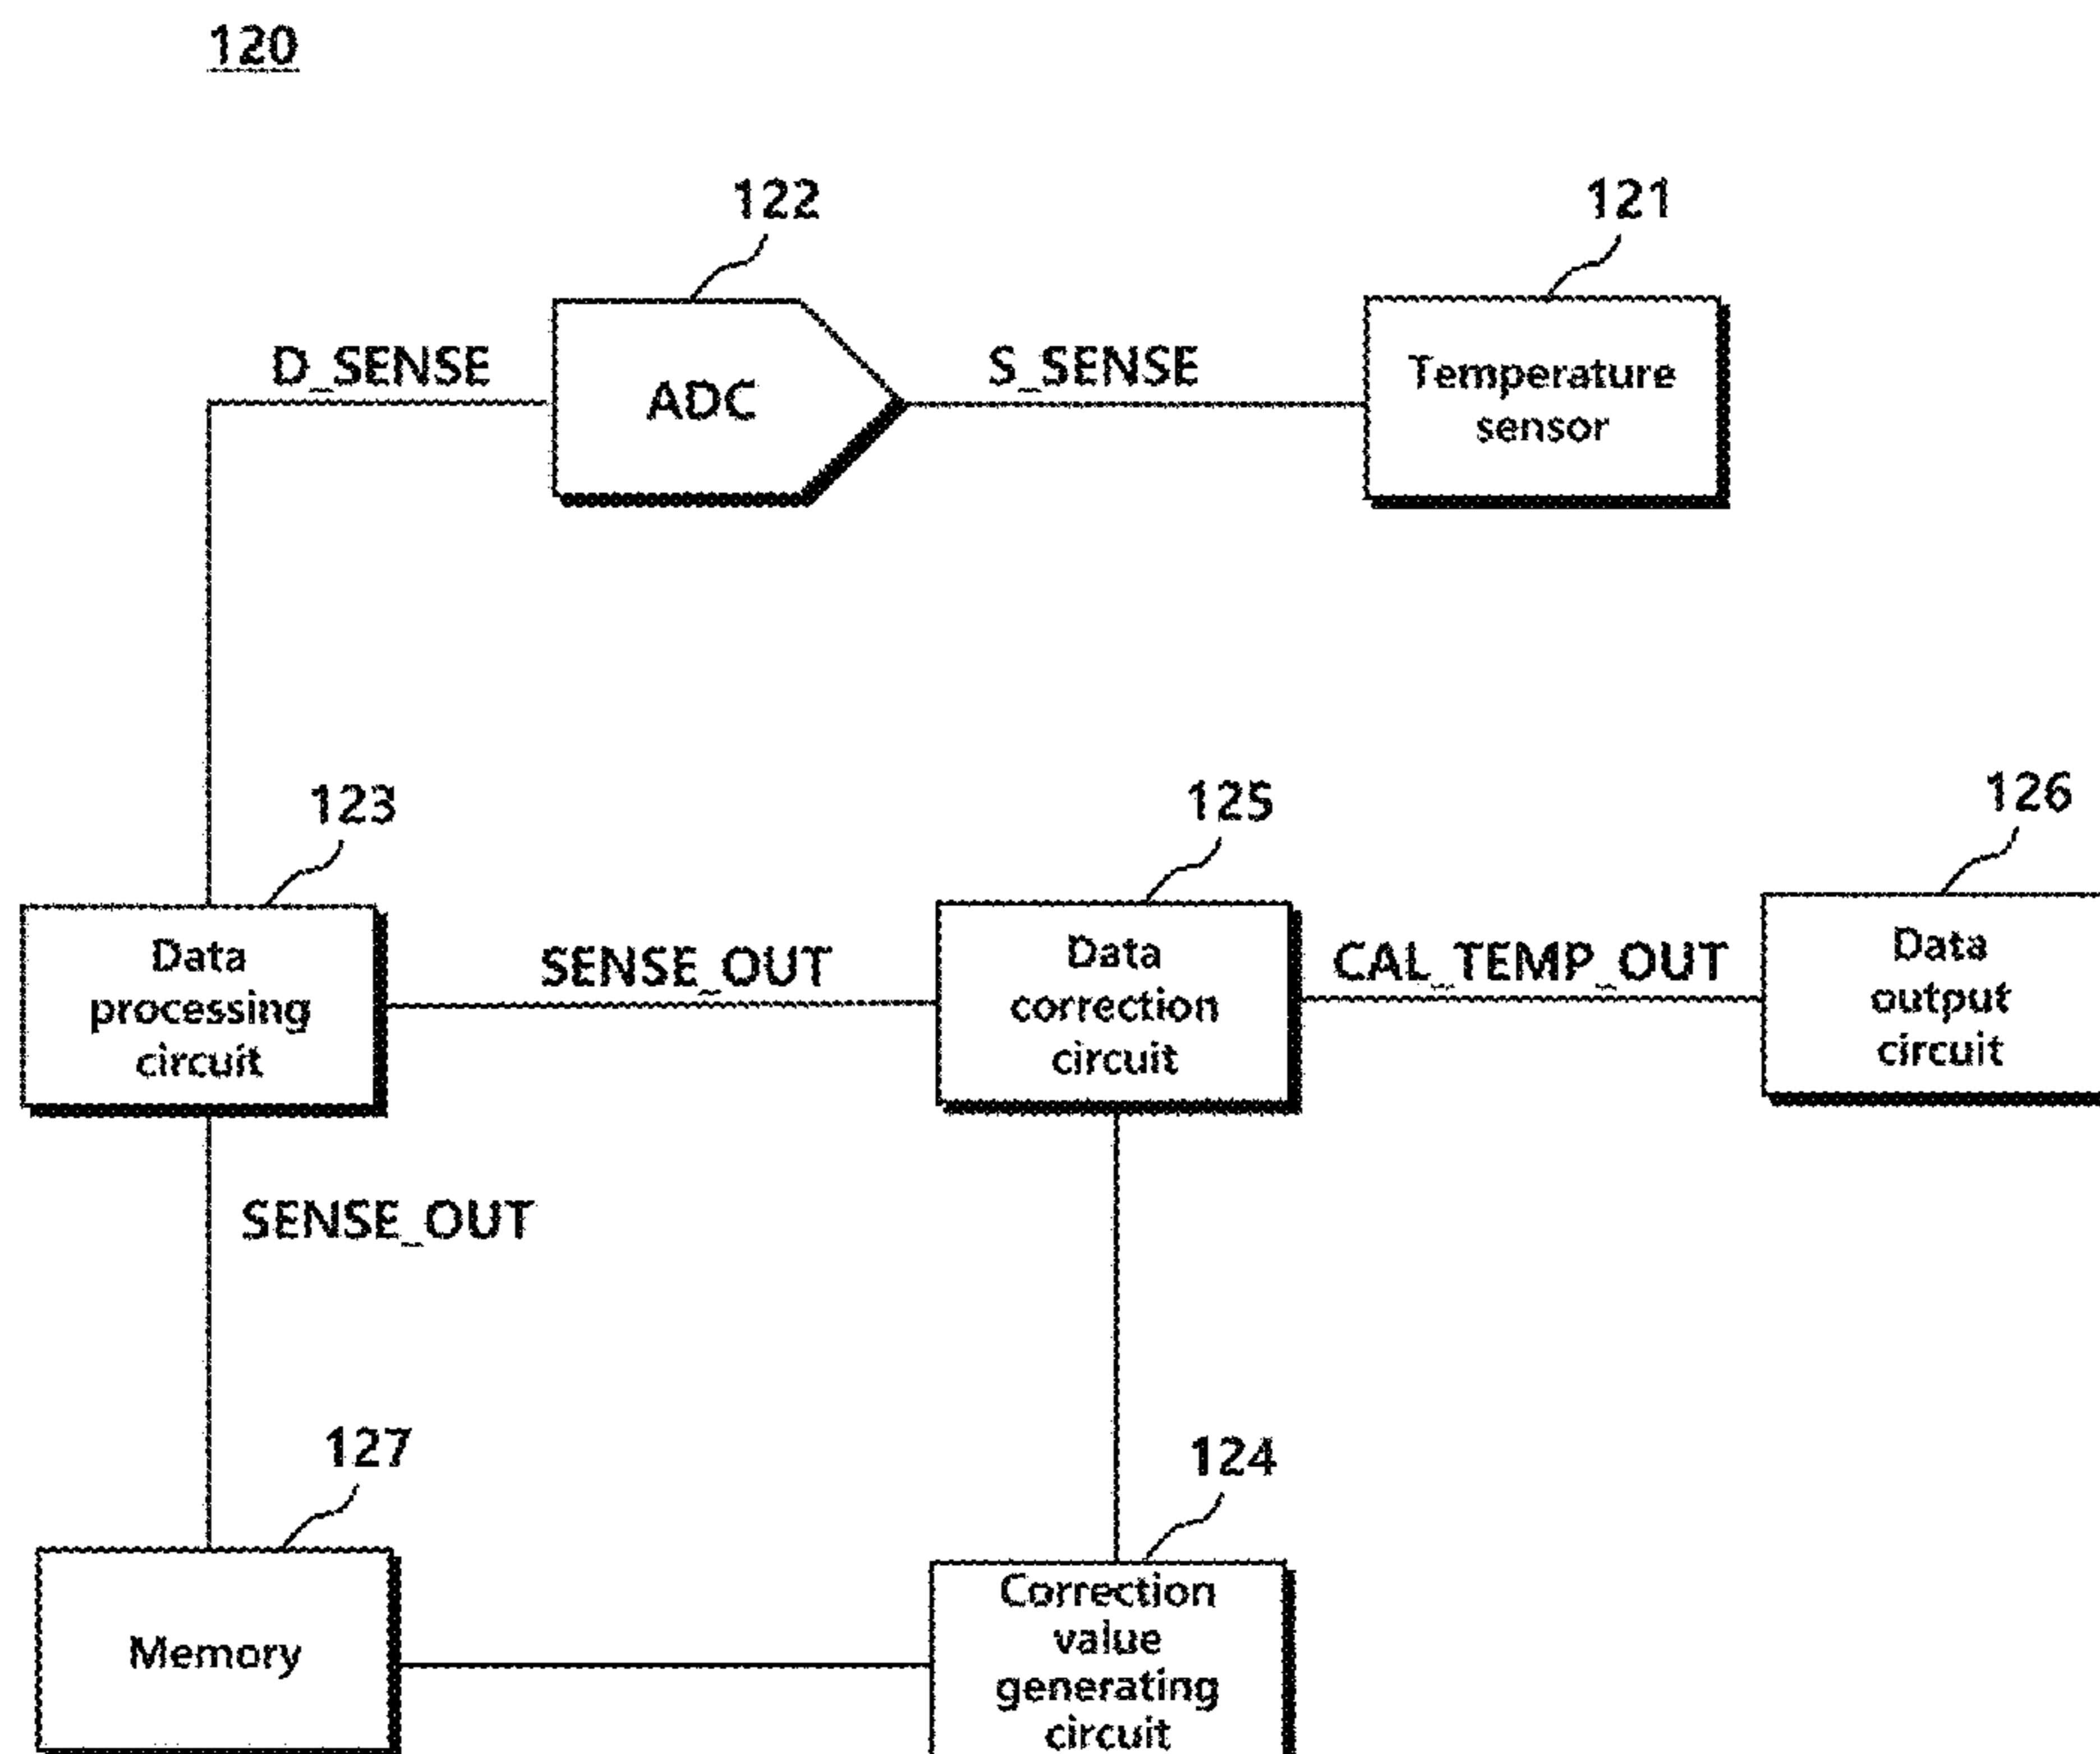 120
122
121
D_SENSE
ADC
S_SENSE
Temperature
sensor
123
125
126
Data
processing
circuit
SENSE_OUT
Data
correction
circuit
CAL_TEMP_OUT
Data
output
circuit
SENSE_OUT
127
124
Memory
Correction
value
generating
circuit